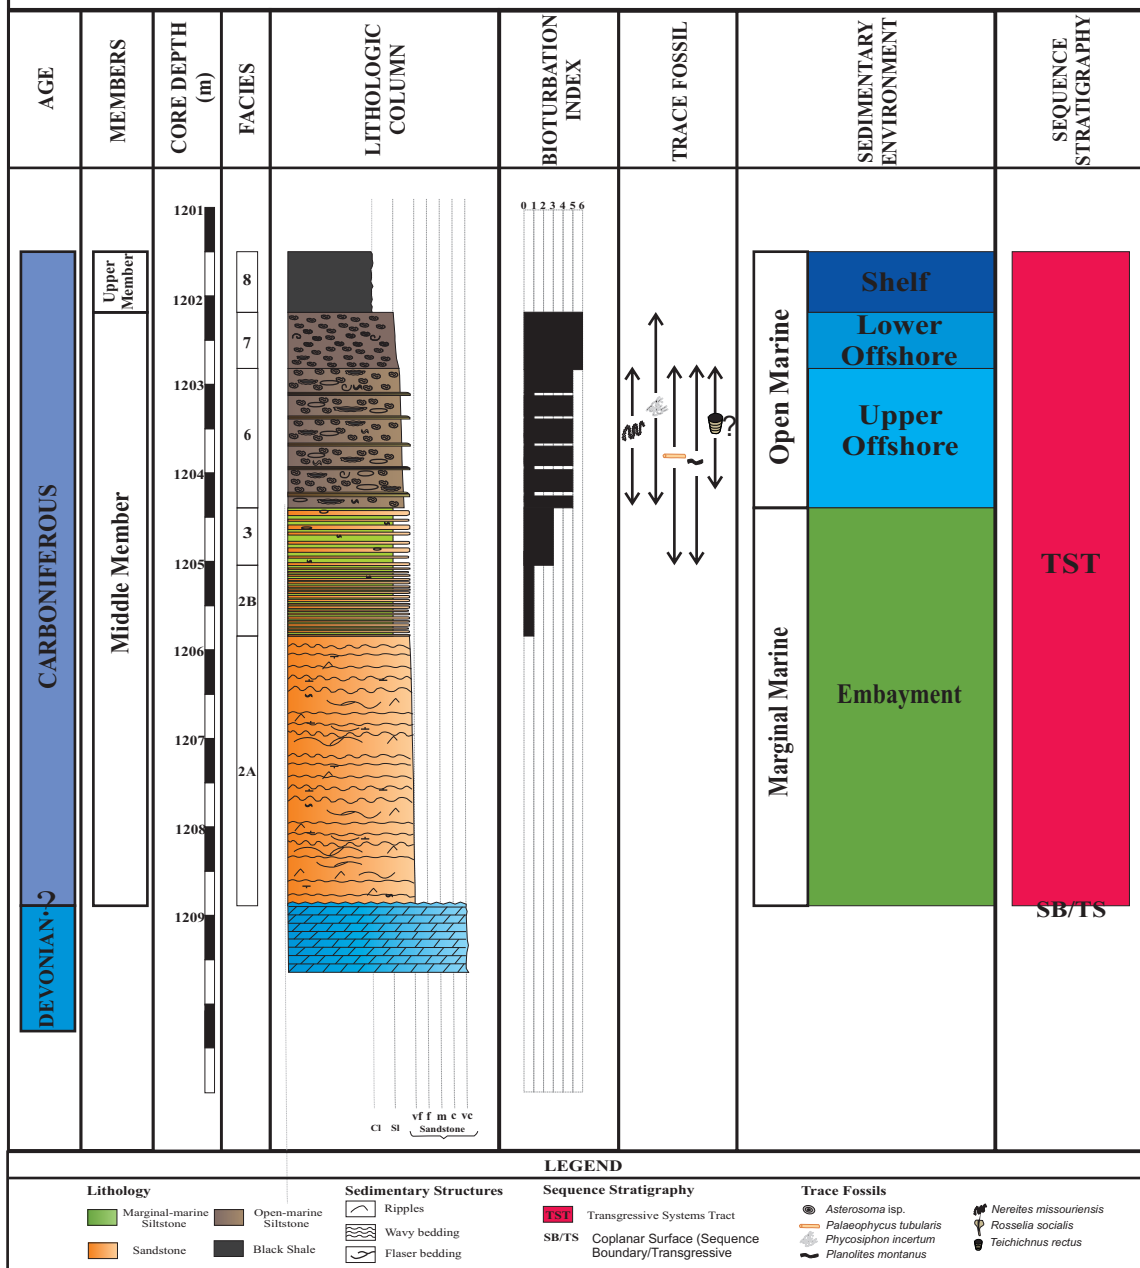 AGE
MEMBERS
CORE DEPTH
(m)
FACIES
LITHOLOGIC
COLUMN
BIOTURBATION
INDEX
TRACE FOSSIL
SEDIMENTARY
ENVIRONMENT
SEQUENCE
STRATIGRAPHY
1201
1202
1203
1204
1205
1206
1207
1208
1209
CARBONIFEROUS
?
DEVONIAN
Upper
Member
Middle Member
8
7
6
3
2B
2A
0 1 2 3 4 5 6
?
Open Marine
Marginal Marine
Shelf
Lower
Offshore
Upper
Offshore
Embayment
TST
SB/TS
vf f m c vc
Cl Sl Sandstone
LEGEND
Lithology
Marginal-marine
Siltstone
Open-marine
Siltstone
Sandstone
Black Shale
Sedimentary Structures
Ripples
Wavy bedding
Flaser bedding
Sequence Stratigraphy
TST Transgressive Systems Tract
SB/TS Coplanar Surface (Sequence
Boundary/Transgressive
Trace Fossils
Asterosoma isp.
Palaeophycus tubularis
Phycosiphon incertum
Planolites montanus
Nereites missouriensis
Rosselia socialis
Teichichnus rectus